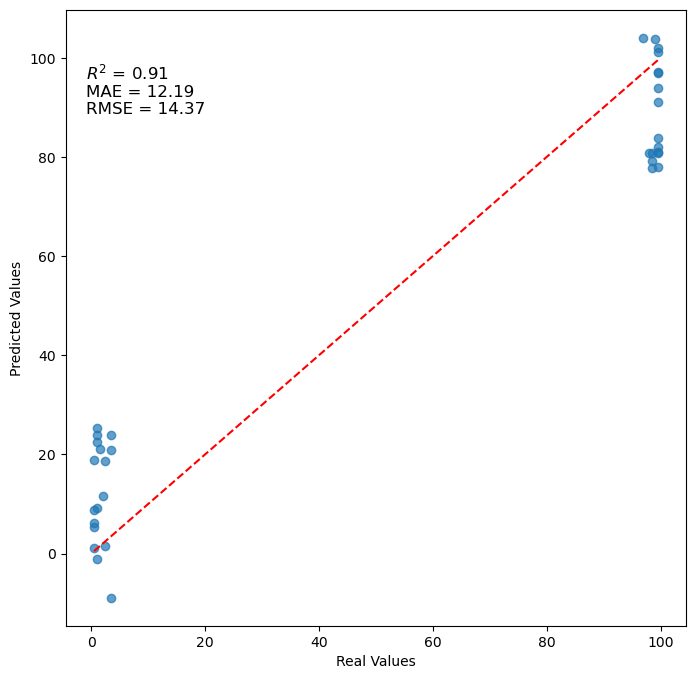 R² = 0.91
MAE = 12.19
RMSE = 14.37
100
80
60
40
20
0
Predicted Values
0 20 40 60 80 100
Real Values